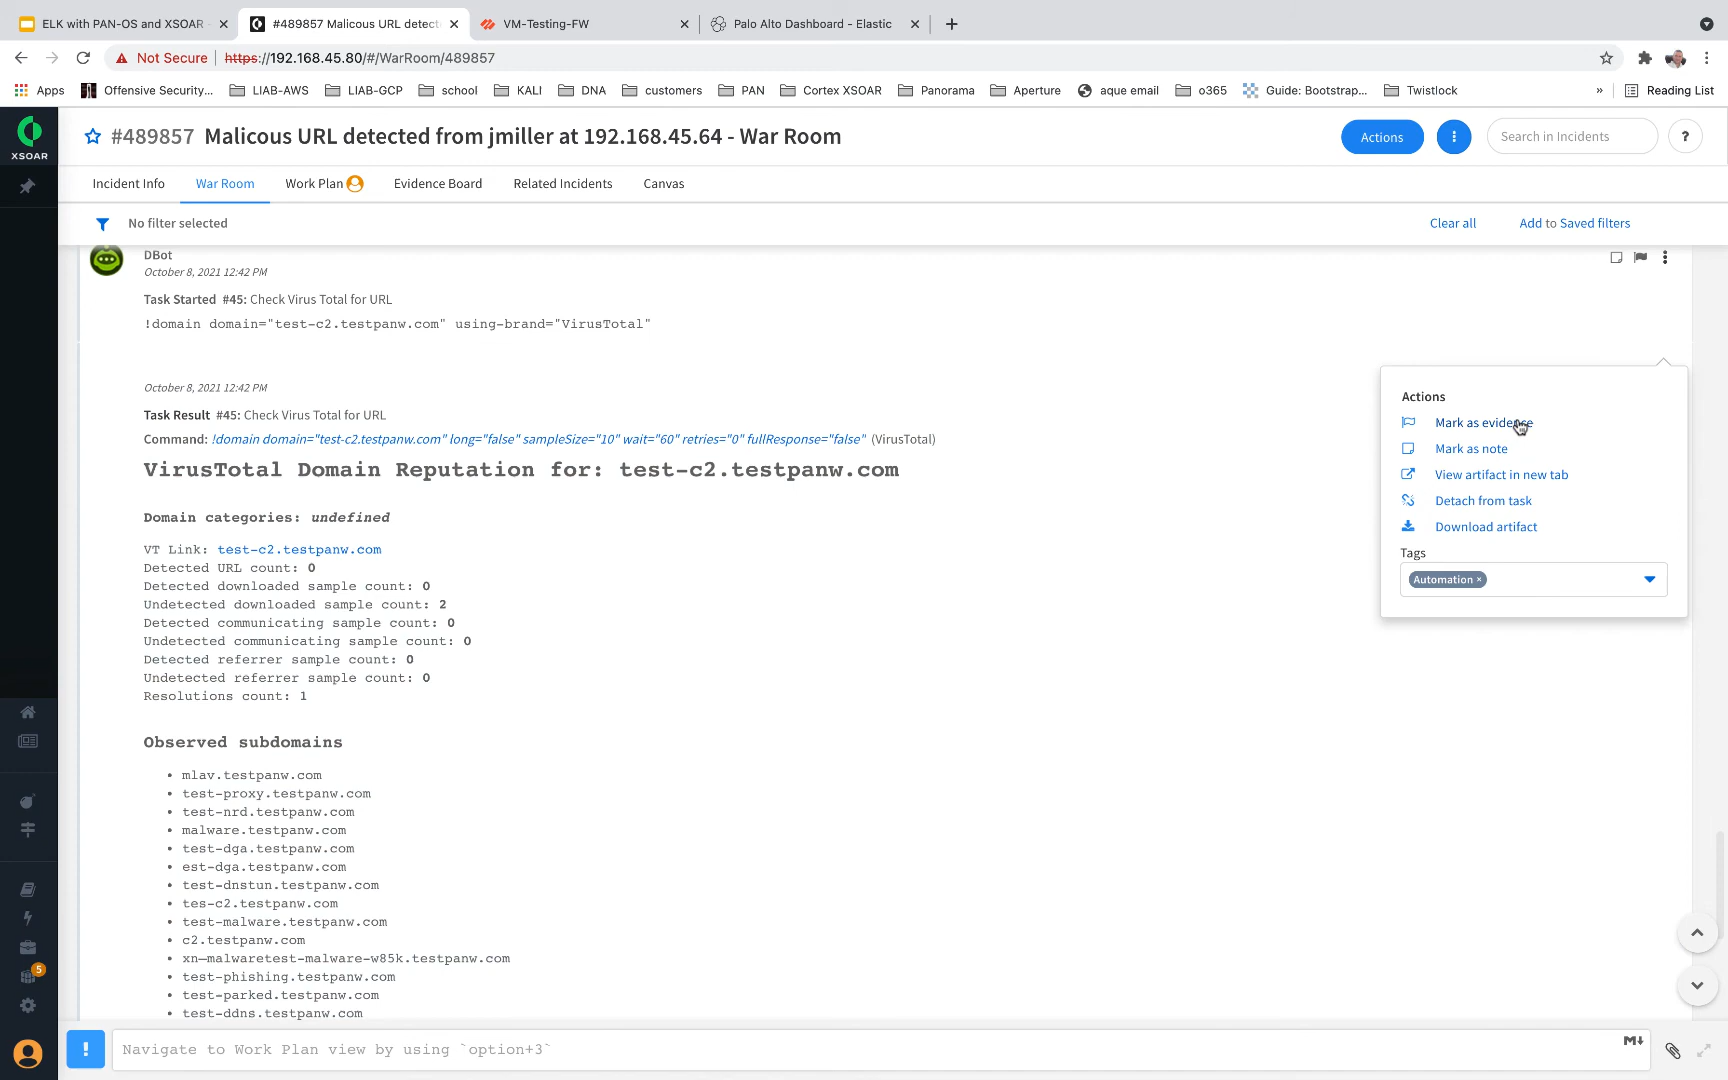 ELK with PAN-OS and XSOAR
#489857 Malicous URL detect
VM-Testing-FW
Palo Alto Dashboard - Elastic
Not Secure
https://192.168.45.80/#/WarRoom/489857
Apps
Offensive Security...
LIAB-AWS
LIAB-GCP
school
KALI
DNA
customers
PAN
Cortex XSOAR
Panorama
Aperture
aque email
o365
Guide: Bootstrap...
Twistlock
»
Reading List
XSOAR
#489857 Malicous URL detected from jmiller at 192.168.45.64 - War Room
Actions
Search in Incidents
?
Incident Info
War Room
Work Plan
Evidence Board
Related Incidents
Canvas
No filter selected
Clear all
Add to Saved filters
DBot
October 8, 2021 12:42 PM
Task Started #45: Check Virus Total for URL
!domain domain="test-c2.testpanw.com" using-brand="VirusTotal"
October 8, 2021 12:42 PM
Task Result #45: Check Virus Total for URL
Command: !domain domain="test-c2.testpanw.com" long="false" sampleSize="10" wait="60" retries="0" fullResponse="false" (VirusTotal)
VirusTotal Domain Reputation for: test-c2.testpanw.com
Domain categories: undefined
VT Link: test-c2.testpanw.com
Detected URL count: 0
Detected downloaded sample count: 0
Undetected downloaded sample count: 2
Detected communicating sample count: 0
Undetected communicating sample count: 0
Detected referrer sample count: 0
Undetected referrer sample count: 0
Resolutions count: 1
Observed subdomains
• mlav.testpanw.com
• test-proxy.testpanw.com
• test-nrd.testpanw.com
• malware.testpanw.com
• test-dga.testpanw.com
• est-dga.testpanw.com
• test-dnstun.testpanw.com
• tes-c2.testpanw.com
• test-malware.testpanw.com
• c2.testpanw.com
• xn—malwaretest-malware-w85k.testpanw.com
• test-phishing.testpanw.com
• test-parked.testpanw.com
• test-ddns.testpanw.com
Actions
Mark as evidence
Mark as note
View artifact in new tab
Detach from task
Download artifact
Tags
Automation ×
5
!
Navigate to Work Plan view by using `option+3`
M↓